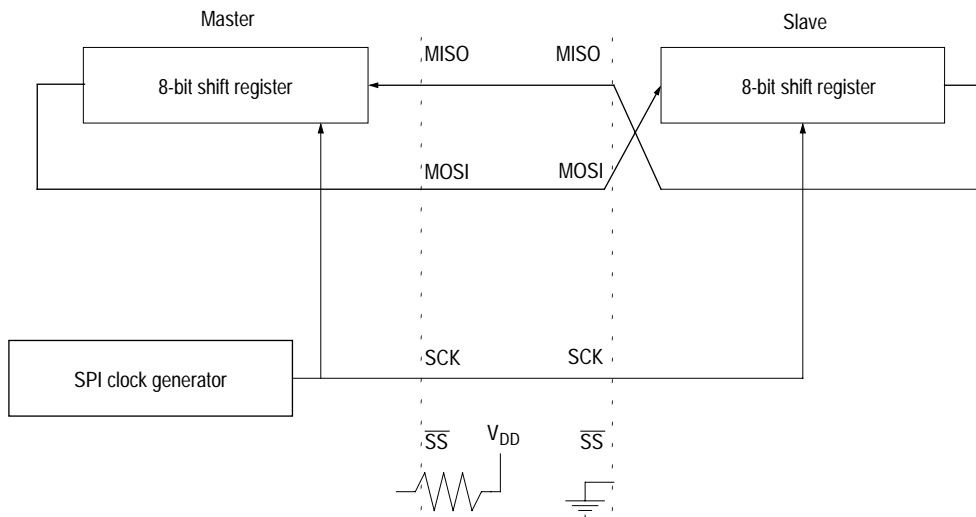 Master
Slave
MISO
MISO
8-bit shift register
8-bit shift register
MOSI
MOSI
SCK
SCK
SPI clock generator
SS
VDD
SS